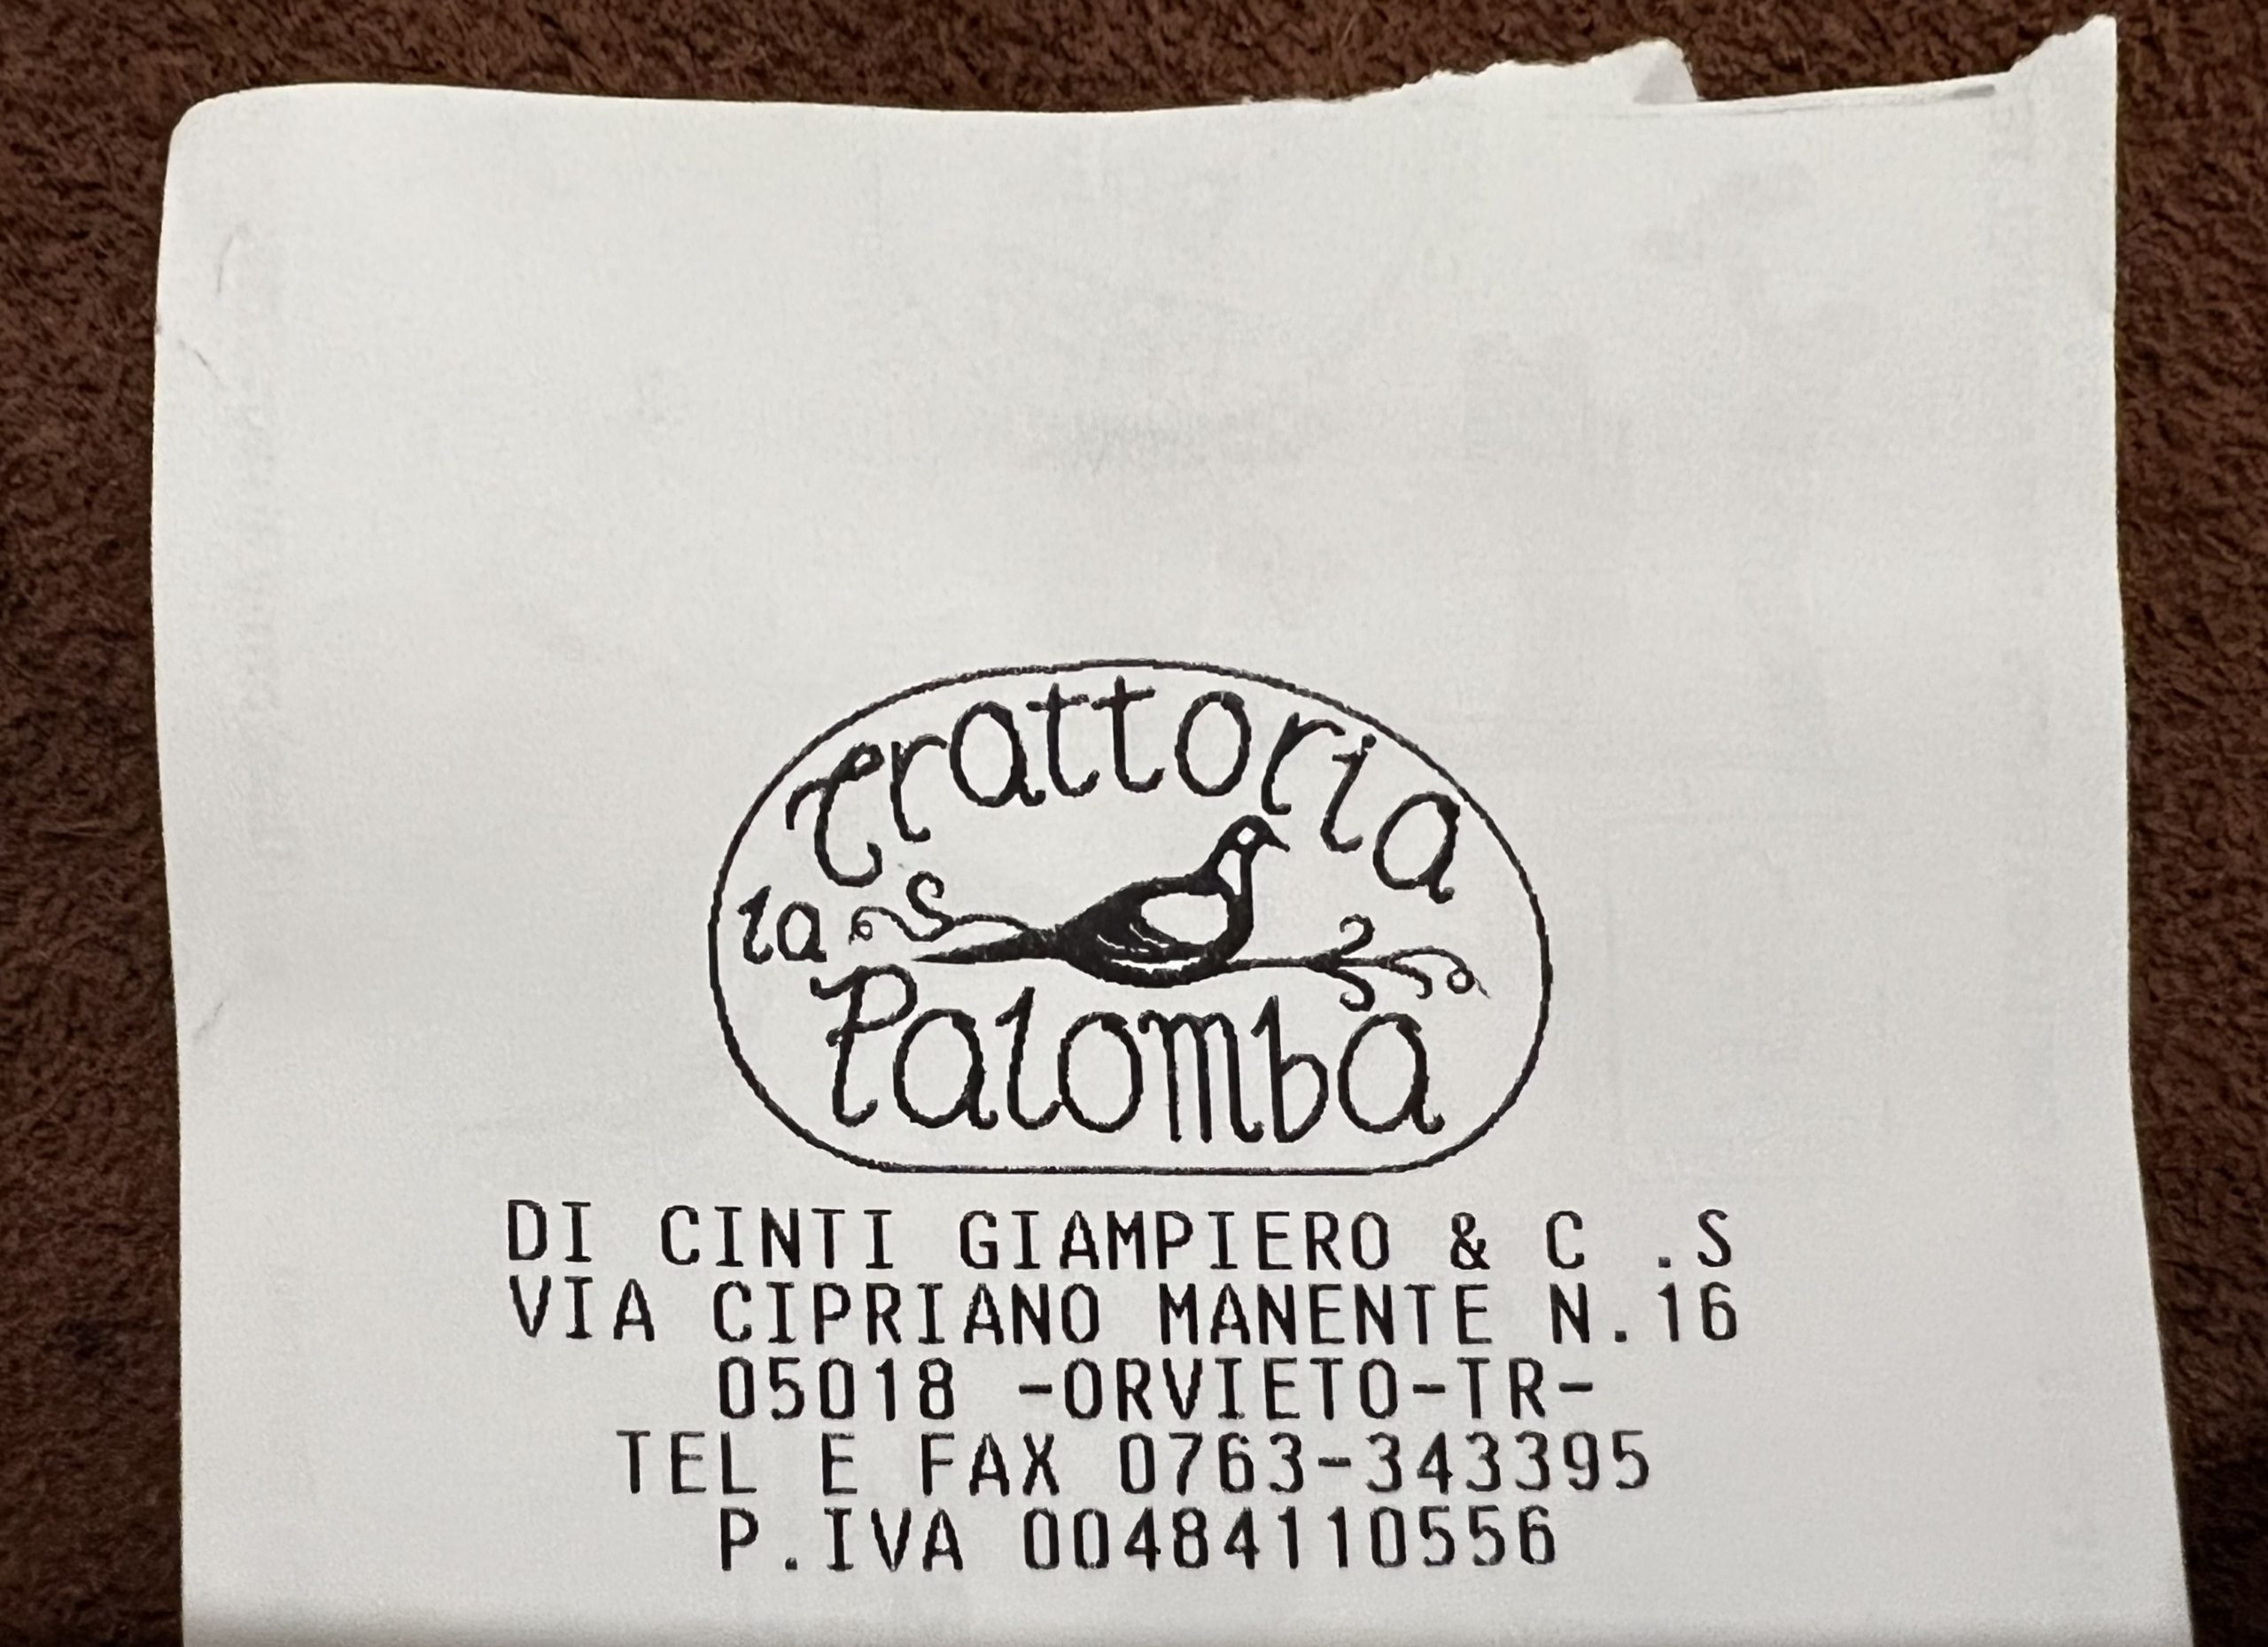 Trattoria
la
Palomba
DI CINTI GIAMPIERO & C .S
VIA CIPRIANO MANENTE N.16
05018 -ORVIETO-TR-
TEL E FAX 0763-343395
P.IVA 00484110556